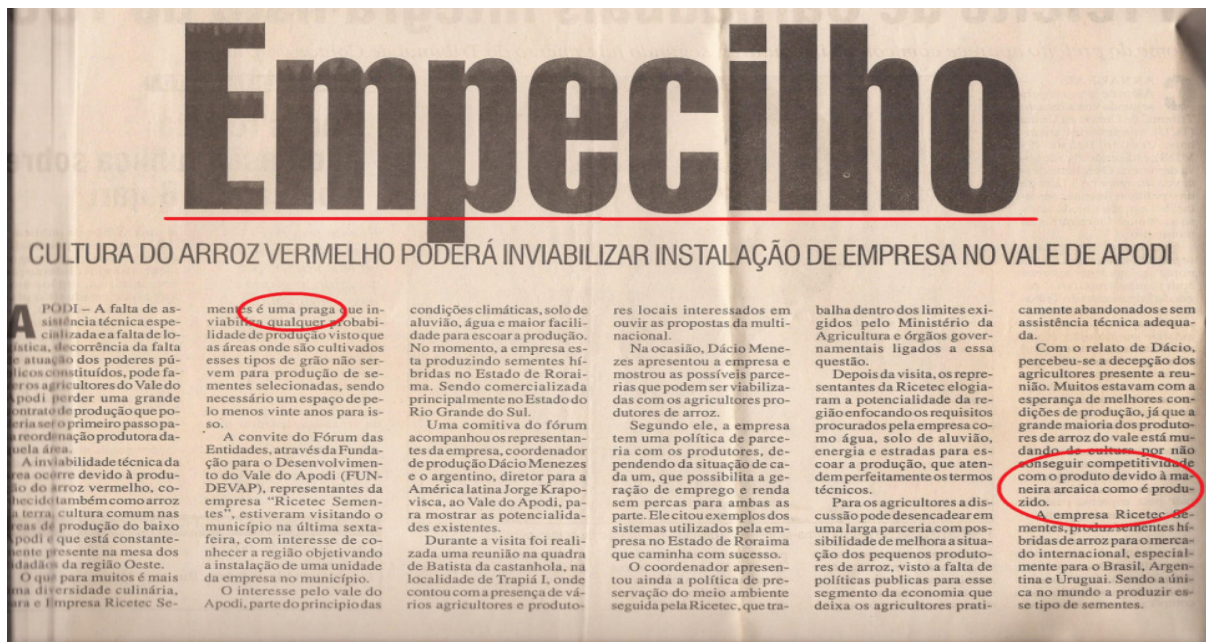 Empecilho
CULTURA DO ARROZ VERMELHO PODERÁ INVIABILIZAR INSTALAÇÃO DE EMPRESA NO VALE DE APODI
APODI – A falta de as-
sistência técnica espe-
cializada e a falta de lo-
gística, decorrência da falta
de atuação dos poderes pú-
blicos constituídos, pode fa-
zer os agricultores do Vale do
Apodi perder uma grande
contrato de produção que po-
deria ser o primeiro passo pa-
ra reordenação produtora da-
quela área.
A inviabilidade técnica da
área ocorre devido à produ-
ção do arroz vermelho, co-
nhecido também como arroz
da terra, cultura comum nas
áreas de produção do baixo
Apodi e que está constante-
mente presente na mesa dos
cidadãos da região Oeste.
O que para muitos é mais
uma diversidade culinária,
para e Empresa Ricetec Se-
mentes é uma praga que in-
viabiliza qualquer probabi-
lidade de produção visto que
as áreas onde são cultivados
esses tipos de grão não ser-
vem para produção de se-
mentes selecionadas, sendo
necessário um espaço de pe-
lo menos vinte anos para is-
so.
A convite do Fórum das
Entidades, através da Funda-
ção para o Desenvolvimen-
to do Vale do Apodi (FUN-
DEVAP), representantes da
empresa "Ricetec Semen-
tes", estiveram visitando o
município na última sexta-
feira, com interesse de co-
nhecer a região objetivando
a instalação de uma unidade
da empresa no município.
O interesse pelo vale do
Apodi, parte do principio das
condições climáticas, solo de
aluvião, água e maior facili-
dade para escoar a produção.
No momento, a empresa es-
ta produzindo sementes hí-
bridas no Estado de Rorai-
ma. Sendo comercializada
principalmente no Estado do
Rio Grande do Sul.
Uma comitiva do fórum
acompanhou os representan-
tes da empresa, coordenador
de produção Dácio Menezes
e o argentino, diretor para a
América latina Jorge Krapo-
visca, ao Vale do Apodi, pa-
ra mostrar as potencialida-
des existentes.
Durante a visita foi reali-
zada uma reunião na quadra
de Batista da castanhola, na
localidade de Trapiá I, onde
contou com a presença de vá-
rios agricultores e produto-
res locais interessados em
ouvir as propostas da multi-
nacional.
Na ocasião, Dácio Mene-
zes apresentou a empresa e
mostrou as possíveis parce-
rias que podem ser viabiliza-
das com os agricultores pro-
dutores de arroz.
Segundo ele, a empresa
tem uma política de parce-
ria com os produtores, de-
pendendo da situação de ca-
da um, que possibilita a ge-
ração de emprego e renda
sem percas para ambas as
parte. Ele citou exemplos dos
sistemas utilizados pela em-
presa no Estado de Roraima
que caminha com sucesso.
O coordenador apresen-
tou ainda a política de pre-
servação do meio ambiente
seguida pela Ricetec, que tra-
balha dentro dos limites exi-
gidos pelo Ministério da
Agricultura e órgãos gover-
namentais ligados a essa
questão.
Depois da visita, os repre-
sentantes da Ricetec elogia-
ram a potencialidade da re-
gião enfocando os requisitos
procurados pela empresa co-
mo água, solo de aluvião,
energia e estradas para es-
coar a produção, que aten-
dem perfeitamente os termos
técnicos.
Para os agricultores a dis-
cussão pode desencadear em
uma larga parceria com pos-
sibilidade de melhora a situa-
ção dos pequenos produto-
res de arroz, visto a falta de
políticas publicas para esse
segmento da economia que
deixa os agricultores prati-
camente abandonados e sem
assistência técnica adequa-
da.
Com o relato de Dácio,
percebeu-se a decepção dos
agricultores presente a reu-
nião. Muitos estavam com a
esperança de melhores con-
dições de produção, já que a
grande maioria dos produto-
res de arroz do vale está mu-
dando de cultura por não
conseguir competitividade
com o produto devido à ma-
neira arcaica como é produ-
zido.
A empresa Ricetec Se-
mentes, produz sementes hí-
bridas de arroz para o merca-
do internacional, especial-
mente para o Brasil, Argen-
tina e Uruguai. Sendo a úni-
ca no mundo a produzir es-
se tipo de sementes.